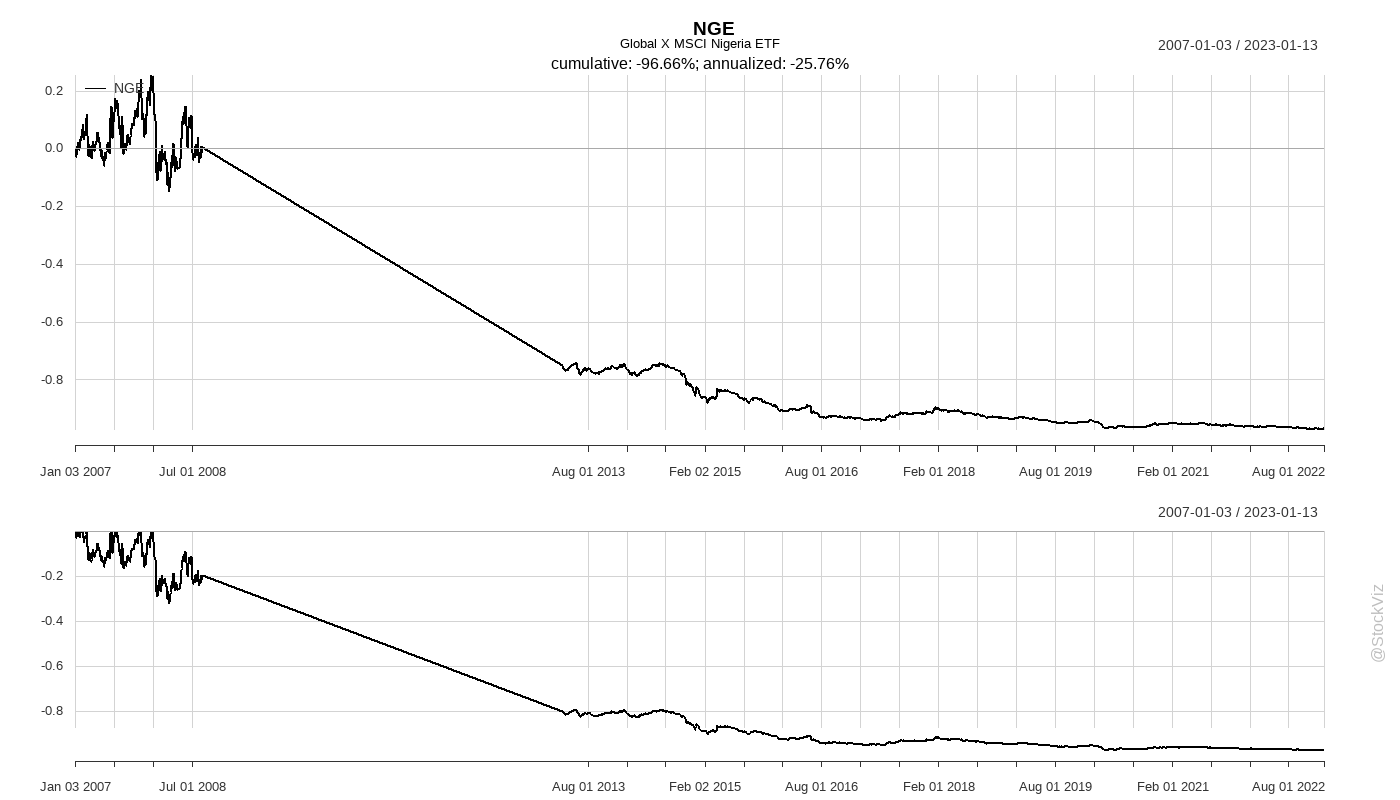 NGE
Global X MSCI Nigeria ETF
cumulative: -96.66%; annualized: -25.76%
2007-01-03 / 2023-01-13
NGE
0.2
0.0
-0.2
-0.4
-0.6
-0.8
Jan 03 2007 Jul 01 2008 Aug 01 2013 Feb 02 2015 Aug 01 2016 Feb 01 2018 Aug 01 2019 Feb 01 2021 Aug 01 2022
2007-01-03 / 2023-01-13
-0.2
-0.4
-0.6
-0.8
Jan 03 2007 Jul 01 2008 Aug 01 2013 Feb 02 2015 Aug 01 2016 Feb 01 2018 Aug 01 2019 Feb 01 2021 Aug 01 2022
@StockViz